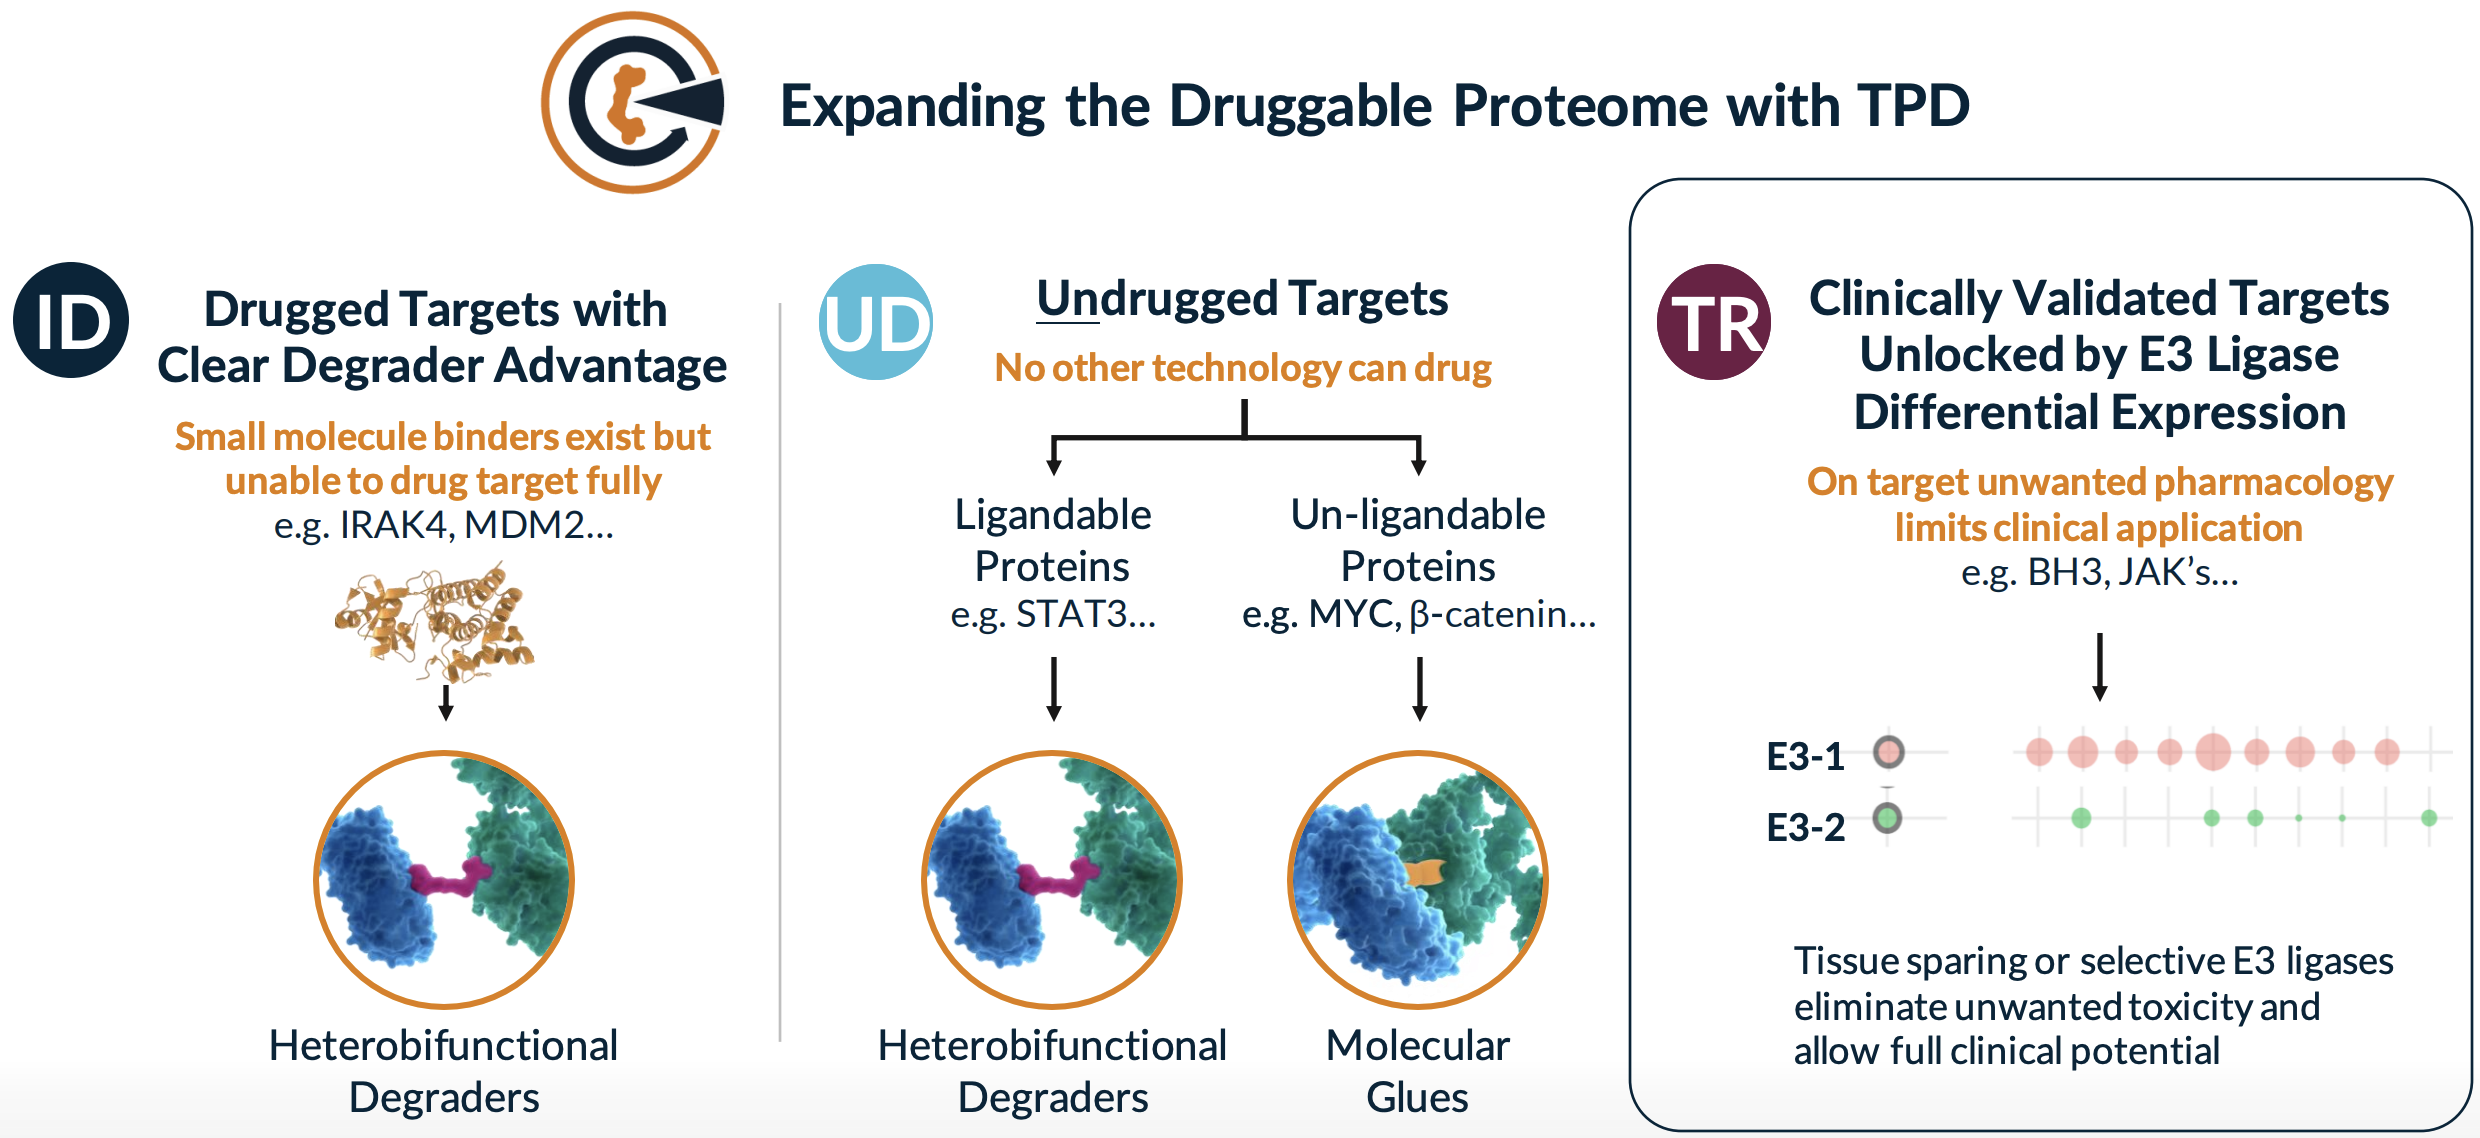 Expanding the Druggable Proteome with TPD
ID
Drugged Targets with
Clear Degrader Advantage
Small molecule binders exist but
unable to drug target fully
e.g. IRAK4, MDM2...
Heterobifunctional
Degraders
UD
Undrugged Targets
No other technology can drug
Ligandable
Proteins
e.g. STAT3...
Heterobifunctional
Degraders
Un-ligandable
Proteins
e.g. MYC, β-catenin...
Molecular
Glues
TR
Clinically Validated Targets
Unlocked by E3 Ligase
Differential Expression
On target unwanted pharmacology
limits clinical application
e.g. BH3, JAK's...
E3-1
E3-2
Tissue sparing or selective E3 ligases
eliminate unwanted toxicity and
allow full clinical potential